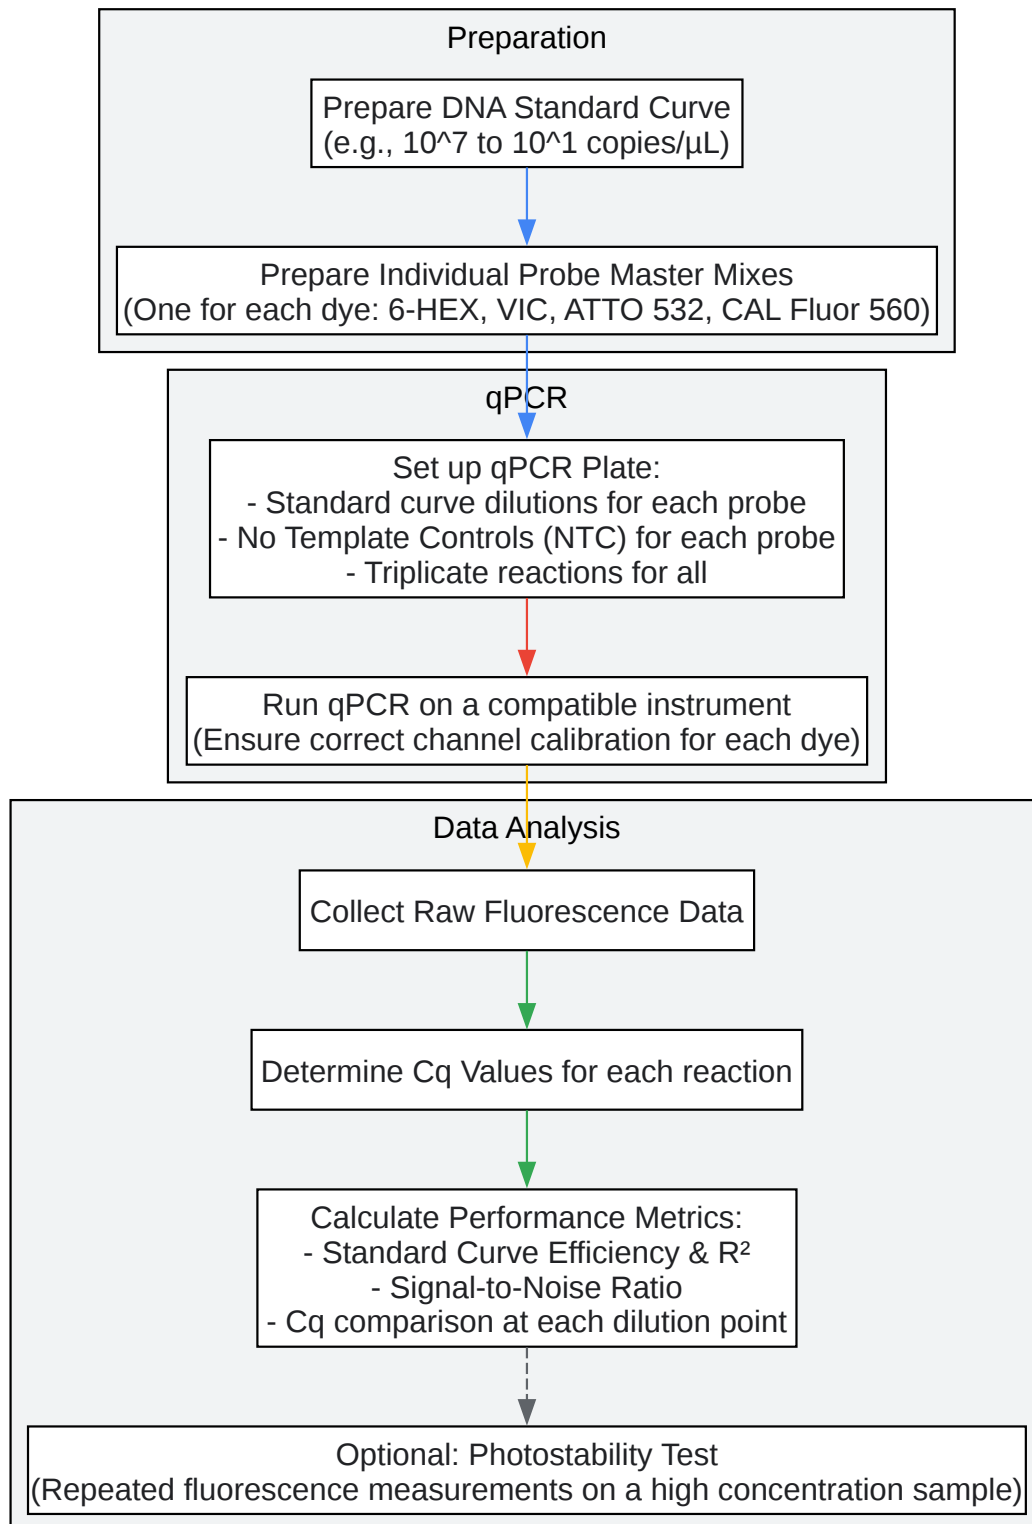 Preparation
Prepare DNA Standard Curve
(e.g., 10^7 to 10^1 copies/µL)
Prepare Individual Probe Master Mixes
(One for each dye: 6-HEX, VIC, ATTO 532, CAL Fluor 560)
qPCR
Set up qPCR Plate:
- Standard curve dilutions for each probe
- No Template Controls (NTC) for each probe
- Triplicate reactions for all
Run qPCR on a compatible instrument
(Ensure correct channel calibration for each dye)
Data Analysis
Collect Raw Fluorescence Data
Determine Cq Values for each reaction
Calculate Performance Metrics:
- Standard Curve Efficiency & R²
- Signal-to-Noise Ratio
- Cq comparison at each dilution point
Optional: Photostability Test
(Repeated fluorescence measurements on a high concentration sample)